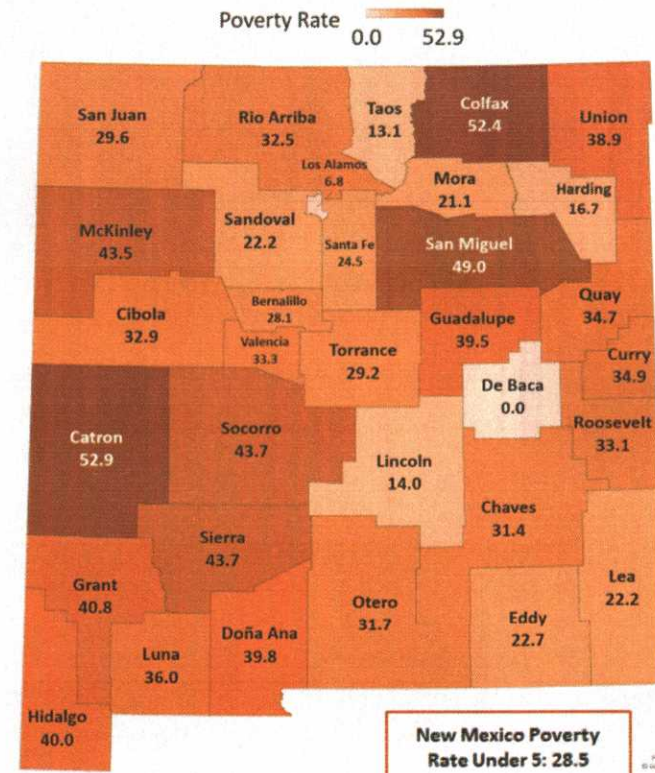 Poverty Rate
0.0 52.9
San Juan
29.6
Rio Arriba
32.5
Taos
13.1
Colfax
52.4
Union
38.9
Los Alamos
6.8
Mora
21.1
Harding
16.7
McKinley
43.5
Sandoval
22.2
Santa Fe
24.5
San Miguel
49.0
Cibola
32.9
Bernalillo
28.1
Valencia
33.3
Torrance
29.2
Guadalupe
39.5
Quay
34.7
Curry
34.9
De Baca
0.0
Roosevelt
33.1
Catron
52.9
Socorro
43.7
Lincoln
14.0
Chaves
31.4
Sierra
43.7
Grant
40.8
Luna
36.0
Doña Ana
39.8
Otero
31.7
Eddy
22.7
Lea
22.2
Hidalgo
40.0
New Mexico Poverty
Rate Under 5: 28.5